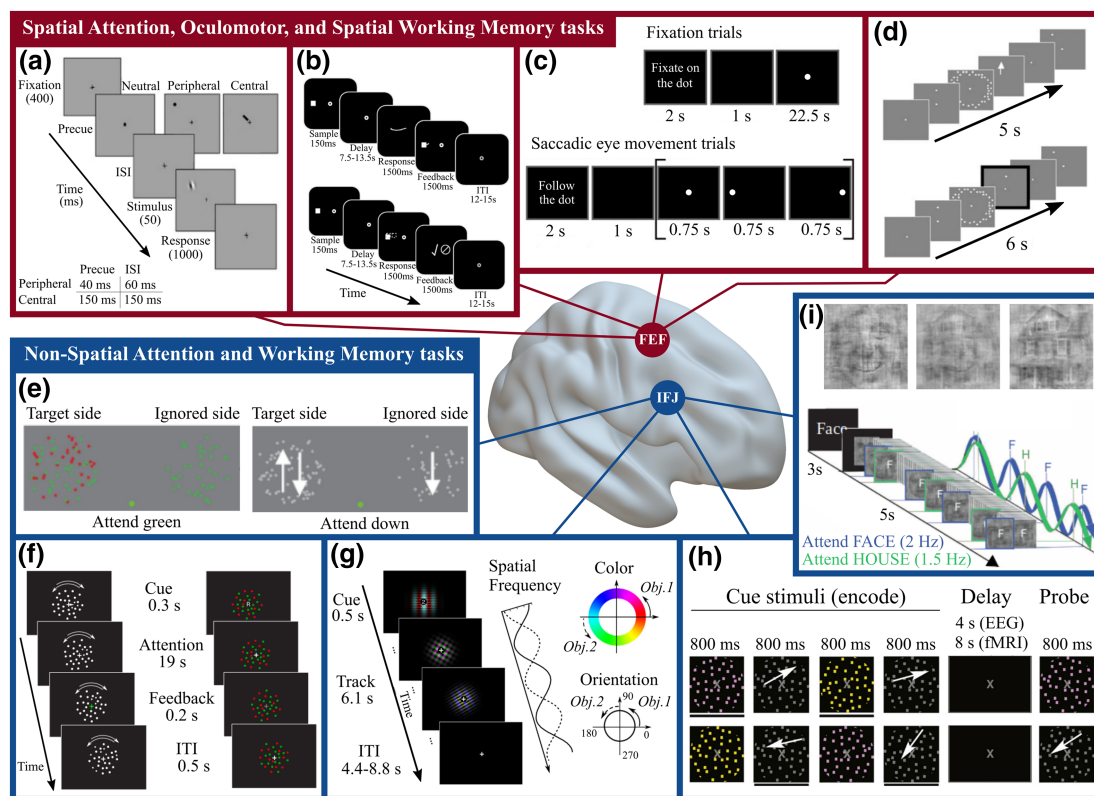 Spatial Attention, Oculomotor, and Spatial Working Memory tasks
(a)
Fixation
(400)
Neutral
Peripheral
Central
Precue
ISI
Time
(ms)
Stimulus
(50)
Response
(1000)
Precue ISI
Peripheral 40 ms 60 ms
Central 150 ms 150 ms
(b)
Sample
150ms
Delay
7.5-13.5s
Response
1500ms
Feedback
1500ms
ITI
12-15s
Sample
150ms
Delay
7.5-13.5s
Response
1500ms
Feedback
1500ms
ITI
12-15s
Time
(c)
Fixation trials
Fixate on
the dot
2 s 1 s 22.5 s
Saccadic eye movement trials
Follow
the dot
2 s 1 s 0.75 s 0.75 s 0.75 s
(d)
5 s
6 s
FEF
IFJ
Non-Spatial Attention and Working Memory tasks
(e)
Target side Ignored side Target side Ignored side
Attend green Attend down
(f)
Cue
0.3 s
R
Attention
19 s
Feedback
0.2 s
ITI
0.5 s
Time
(g)
Cue
0.5 s
Track
6.1 s
Time
ITI
4.4-8.8 s
Spatial
Frequency
Color
Obj.1
Obj.2
Orientation
Obj.2 90 Obj.1
180 0
270
(i)
Face
3s
5s
F
H
F
H
F
F
F
F
F
Attend FACE (2 Hz)
Attend HOUSE (1.5 Hz)
(h)
Cue stimuli (encode) Delay Probe
4 s (EEG)
8 s (fMRI)
800 ms 800 ms 800 ms 800 ms 800 ms
X X X X X X
X X X X X X